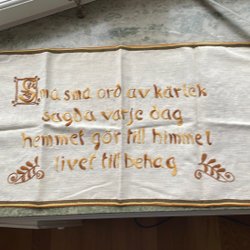 Små små ord av kärlek
sagda varje dag
hemmet gör till himmel
livet till behag